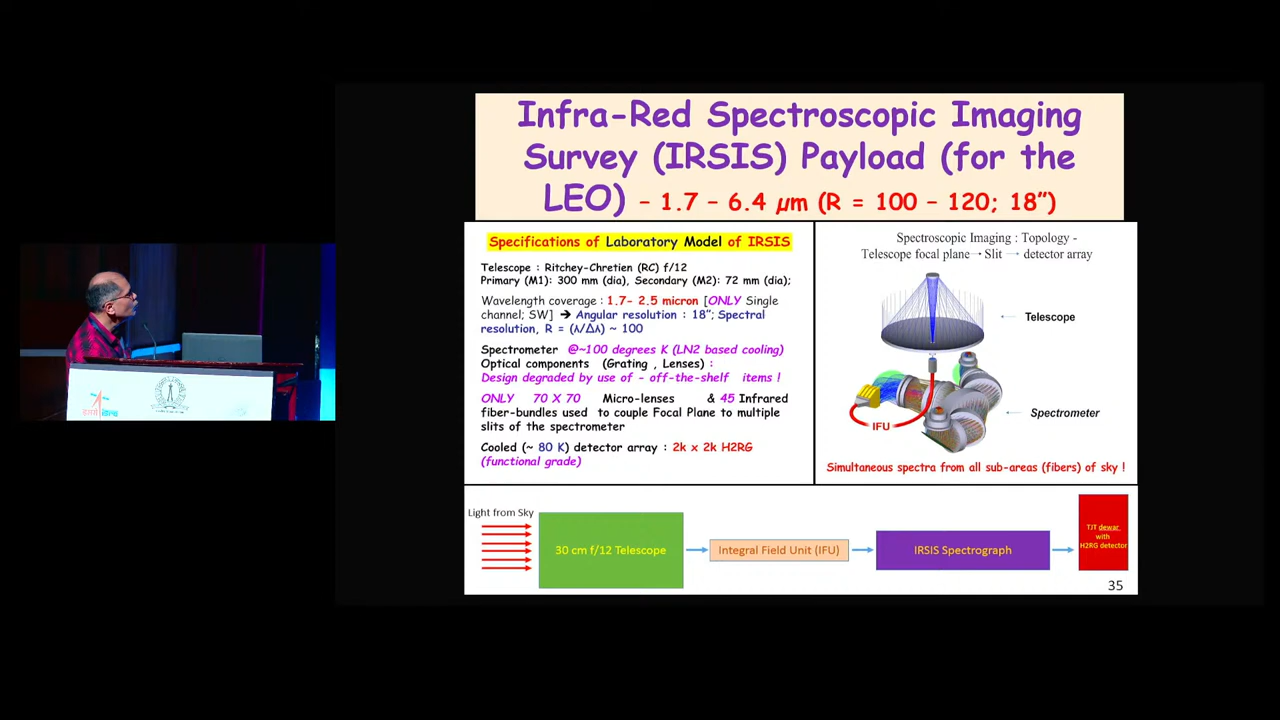 Infra-Red Spectroscopic Imaging
Survey (IRSIS) Payload (for the
LEO) – 1.7 – 6.4 µm (R = 100 – 120; 18”)
Specifications of Laboratory Model of IRSIS
Telescope : Ritchey-Chretien (RC) f/12
Primary (M1): 300 mm (dia), Secondary (M2): 72 mm (dia);
Wavelength coverage : 1.7– 2.5 micron [ONLY Single
channel; SW] ➔ Angular resolution : 18”; Spectral
resolution, R = (λ/Δλ) ~ 100
Spectrometer @~100 degrees K (LN2 based cooling)
Optical components (Grating , Lenses) :
Design degraded by use of – off-the-shelf items !
ONLY 70 X 70 Micro-lenses & 45 Infrared
fiber-bundles used to couple Focal Plane to multiple
slits of the spectrometer
Cooled (~ 80 K) detector array : 2k x 2k H2RG
(functional grade)
Spectroscopic Imaging : Topology -
Telescope focal plane→ Slit → detector array
Telescope
Spectrometer
IFU
Simultaneous spectra from all sub-areas (fibers) of sky !
Light from Sky
30 cm f/12 Telescope
Integral Field Unit (IFU)
IRSIS Spectrograph
TJT dewar
with
H2RG detector
35